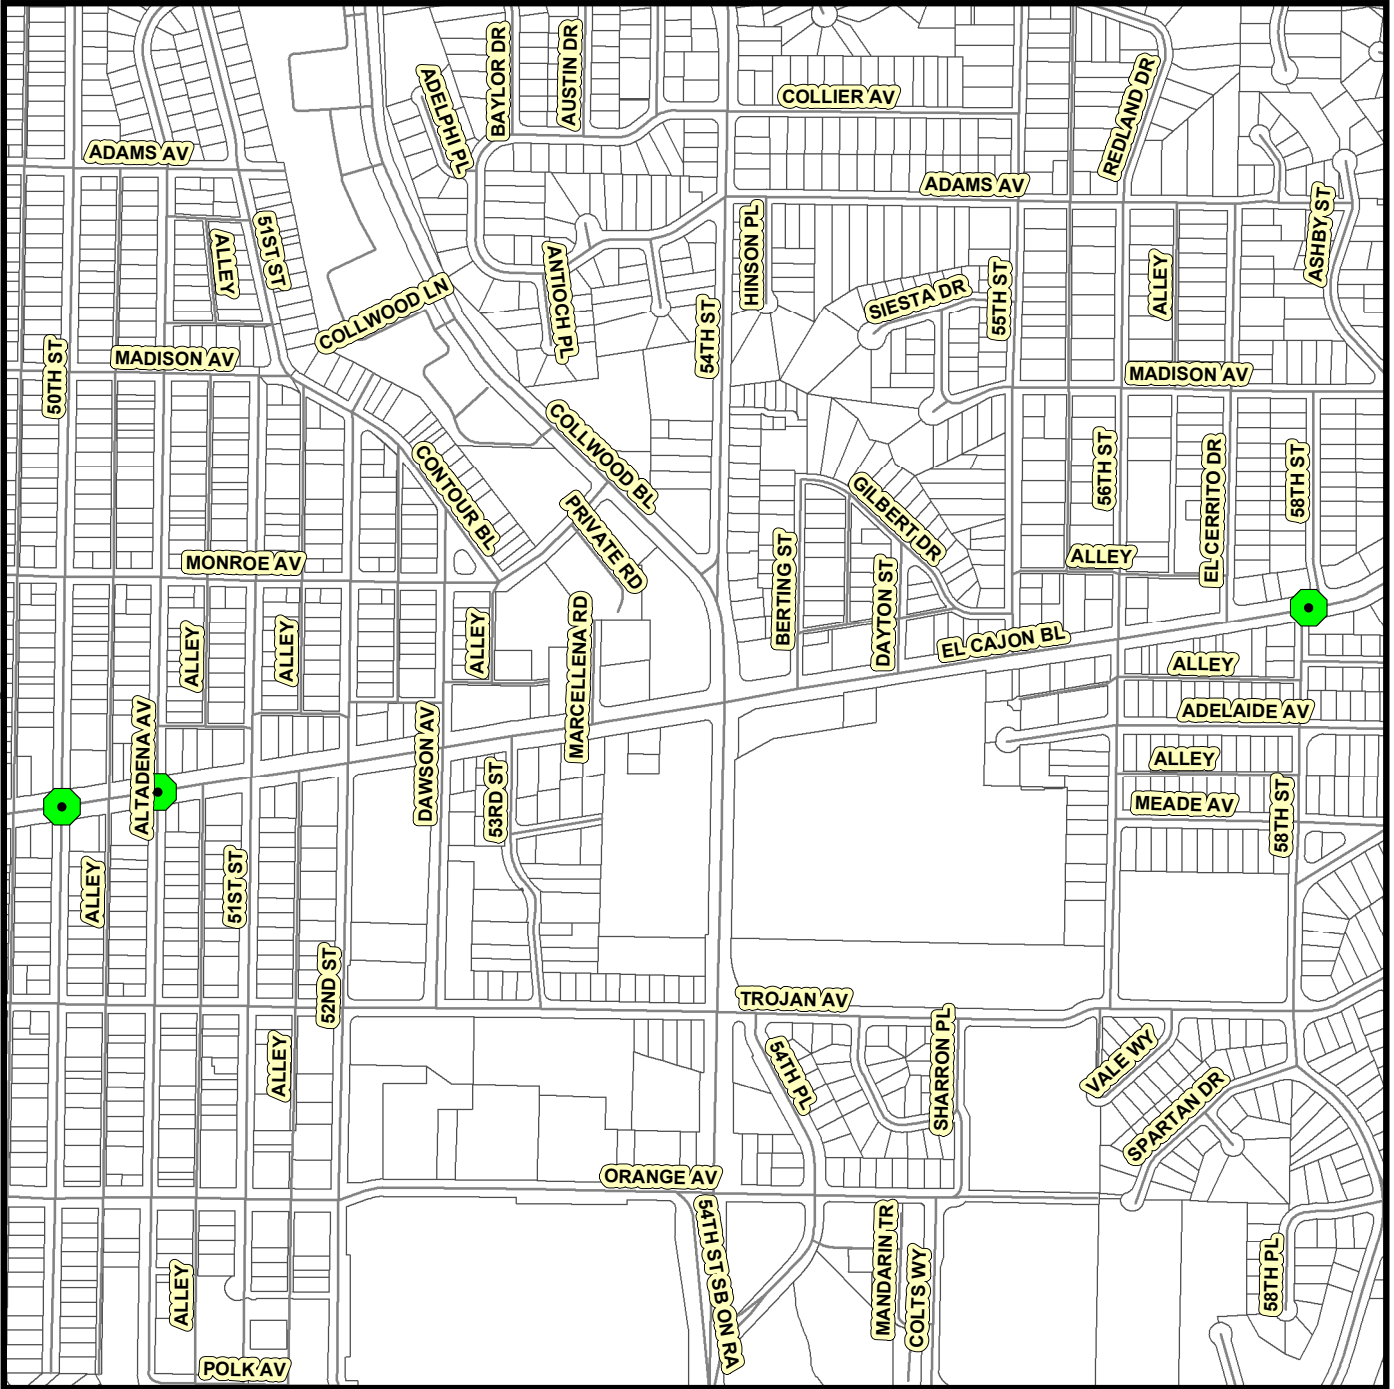 BAYLOR DR
AUSTIN DR
ADELPHI PL
COLLIER AV
REDLAND DR
ADAMS AV
ADAMS AV
51ST ST
ALLEY
HINSON PL
ASHBY ST
ALLEY
ANTIOCH PL
COLLWOOD LN
SIESTA DR
55TH ST
54TH ST
50TH ST
MADISON AV
MADISON AV
COLLWOOD BL
CONTOUR BL
56TH ST
EL CERRITO DR
58TH ST
GILBERT DR
PRIVATE RD
MONROE AV
ALLEY
BERTING ST
DAYTON ST
ALLEY
ALLEY
ALLEY
MARCELLENA RD
EL CAJON BL
ALLEY
ADELAIDE AV
ALTADENA AV
DAWSON AV
53RD ST
ALLEY
MEADE AV
58TH ST
ALLEY
51ST ST
52ND ST
TROJAN AV
ALLEY
54TH PL
SHARRON PL
VALE WY
SPARTAN DR
ORANGE AV
54TH ST SB ON RA
MANDARIN TR
COLTS WY
58TH PL
ALLEY
POLK AV